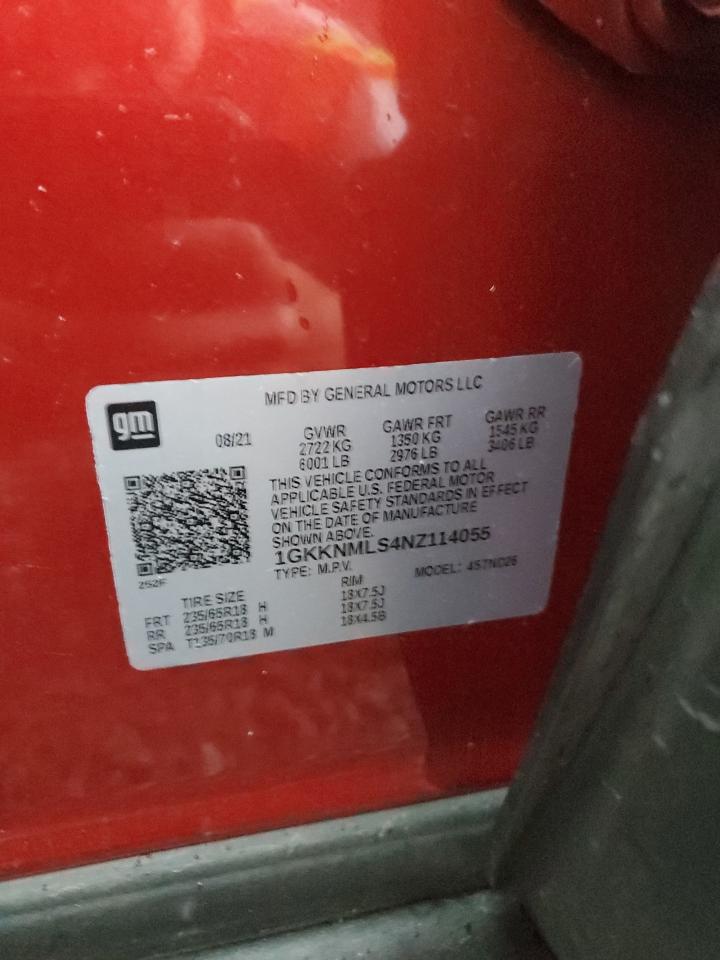 MFD BY GENERAL MOTORS LLC
gm
08/21
GVWR GAWR FRT GAWR RR
2722 KG 1350 KG 1545 KG
6001 LB 2976 LB 3406 LB
THIS VEHICLE CONFORMS TO ALL
APPLICABLE U.S. FEDERAL MOTOR
VEHICLE SAFETY STANDARDS IN EFFECT
ON THE DATE OF MANUFACTURE
SHOWN ABOVE.
1GKKNMLS4NZ114055
252F
TYPE: M.P.V. MODEL: 4S7ND26
TIRE SIZE RIM
FRT 235/65R18 H 18X7.5J
RR 235/65R18 H 18X7.5J
SPA T135/70R18 M 18X4.5B